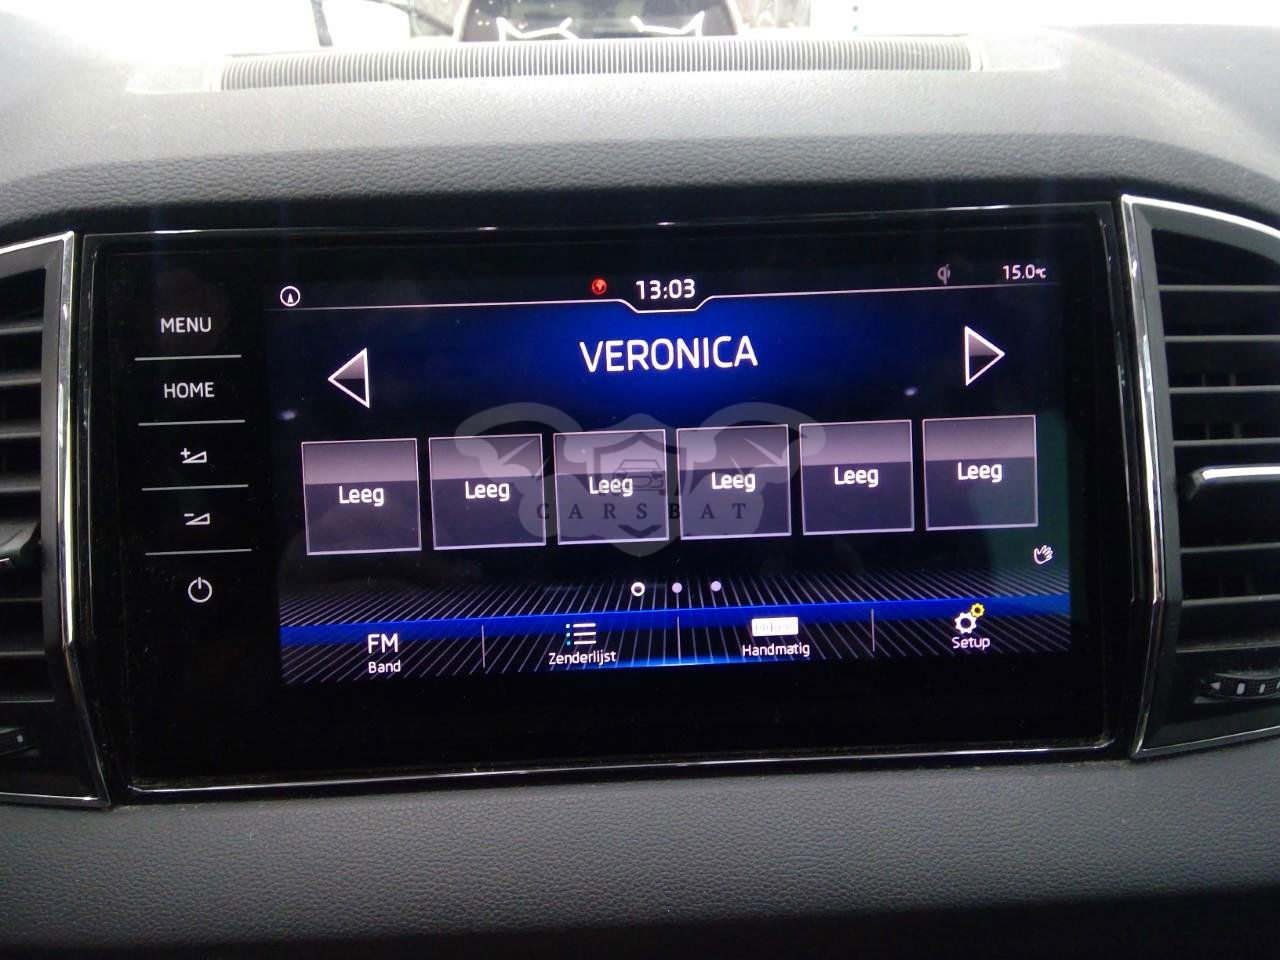 13:03
15.0°C
MENU
HOME
VERONICA
Leeg Leeg Leeg Leeg Leeg Leeg
CARSBAT
FM
Band
Zenderlijst
Handmatig
Setup